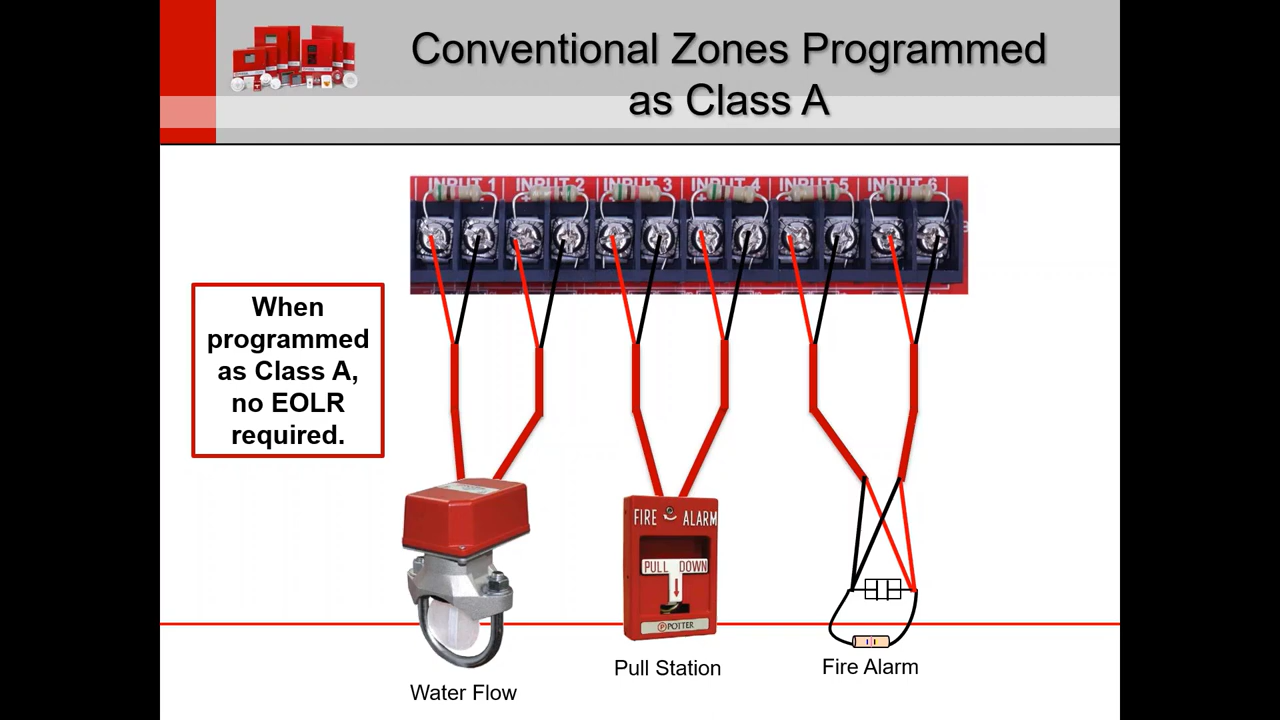 Conventional Zones Programmed
as Class A
INPUT 1 INPUT 2 INPUT 3 INPUT 4 INPUT 5 INPUT 6
When
programmed
as Class A,
no EOLR
required.
FIRE ALARM
PULL DOWN
POTTER
Water Flow
Pull Station
Fire Alarm